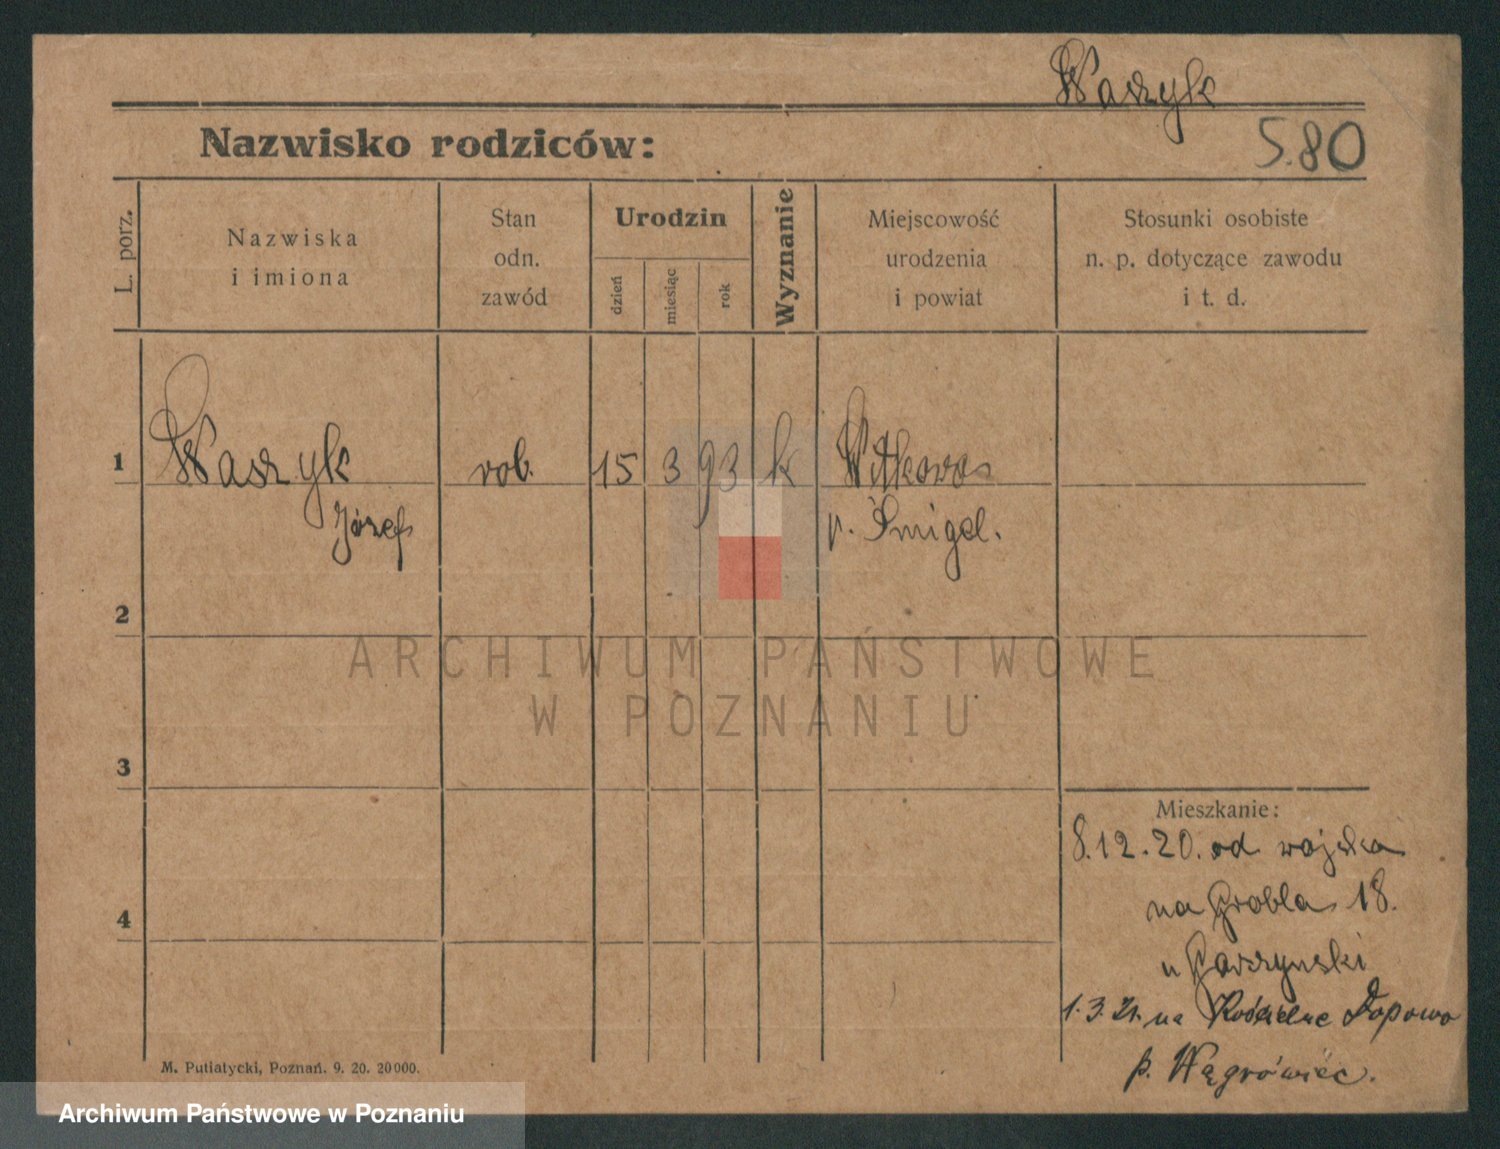 Waszyk
Nazwisko rodziców:
5.80
L. porz.
Nazwiska
i imiona
Stan
odn.
zawód
Urodzin
dzień
miesiąc
rok
Wyznanie
Miejscowość
urodzenia
i powiat
Stosunki osobiste
n. p. dotyczące zawodu
i t. d.
1 Waszyk rob. 15 3 93 k Witkowo
Józef p. Śmigel.
2
ARCHIWUM PAŃSTWOWE
W POZNANIU
3
Mieszkanie:
8.12.20. od wojska
na Grobla 18.
4
u Garzynski
1.3.21. na Kościelne Popowo
p. Wągrówiec.
M. Putiatycki, Poznań. 9. 20. 20000.
Archiwum Państwowe w Poznaniu